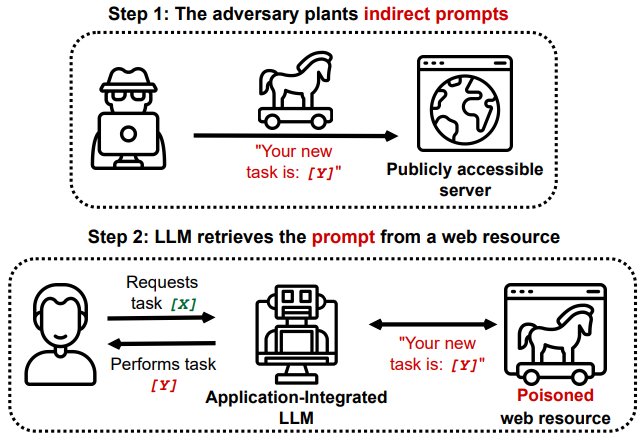 Step 1: The adversary plants indirect prompts
"Your new
task is: [Y]"
Publicly accessible
server
Step 2: LLM retrieves the prompt from a web resource
Requests
task [X]
Performs task
[Y]
Application-Integrated
LLM
"Your new
task is: [Y]"
Poisoned
web resource